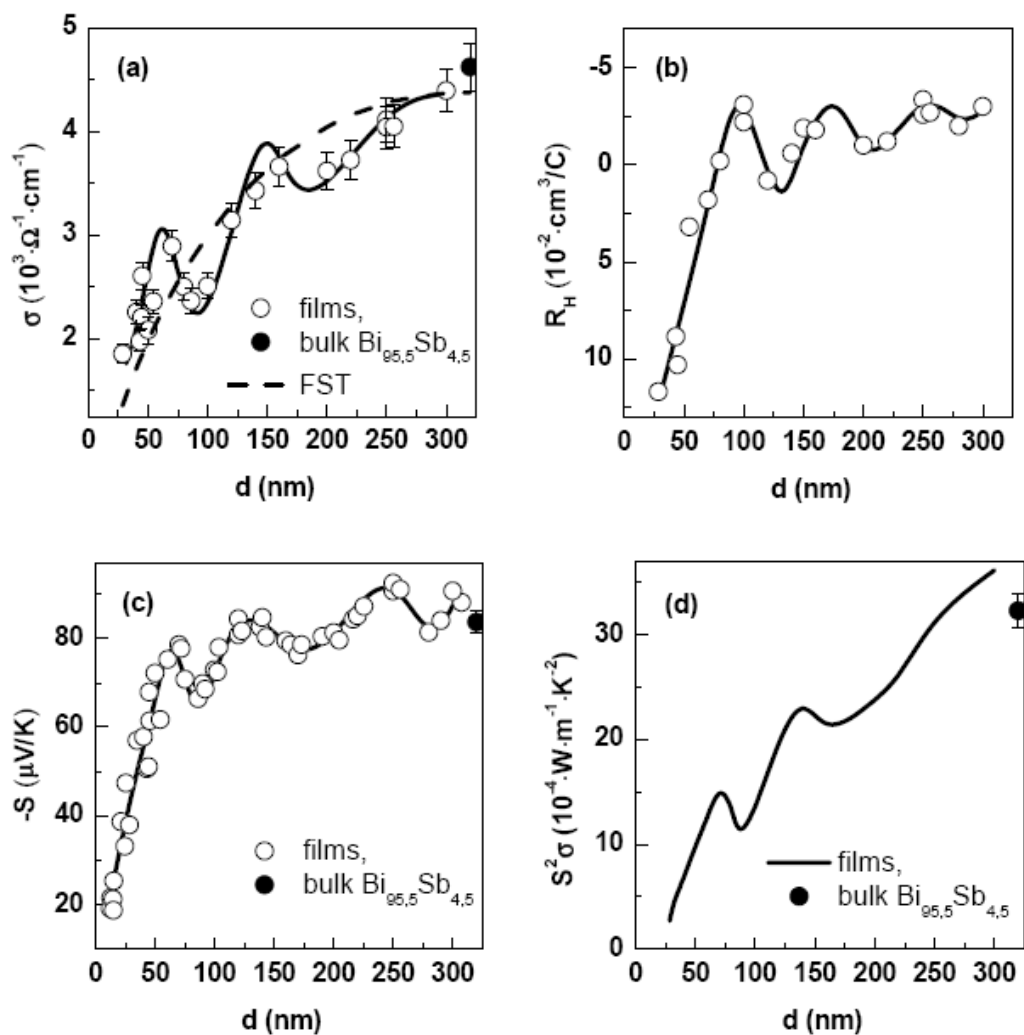 (a)
5
4
3
2
σ (10³·Ω⁻¹·cm⁻¹)
films,
bulk Bi₉₅,₅Sb₄,₅
FST
0 50 100 150 200 250 300
d (nm)
(b)
-5
0
5
10
R_H (10⁻²·cm³/C)
0 50 100 150 200 250 300
d (nm)
(c)
80
60
40
20
-S (μV/K)
films,
bulk Bi₉₅,₅Sb₄,₅
0 50 100 150 200 250 300
d (nm)
(d)
30
20
10
0
S²σ (10⁻⁴·W·m⁻¹·K⁻²)
films,
bulk Bi₉₅,₅Sb₄,₅
0 50 100 150 200 250 300
d (nm)